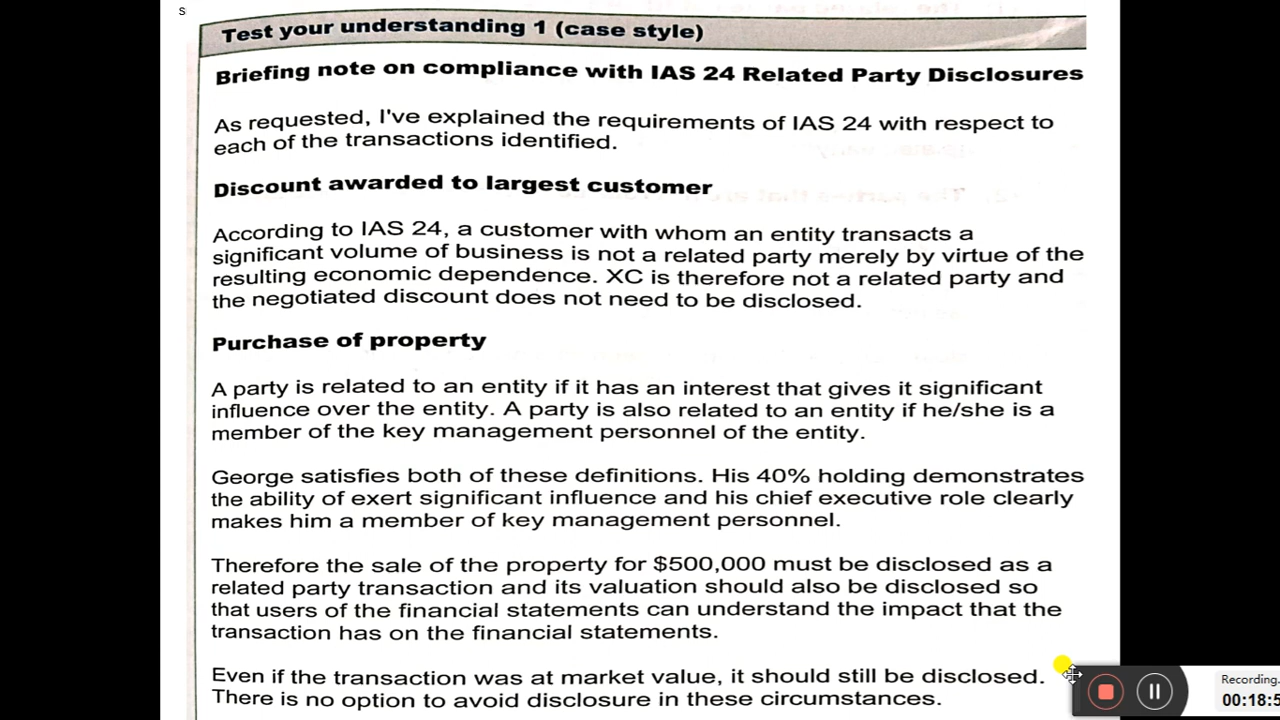 S
Test your understanding 1 (case style)
Briefing note on compliance with IAS 24 Related Party Disclosures
As requested, I've explained the requirements of IAS 24 with respect to
each of the transactions identified.
Discount awarded to largest customer
According to IAS 24, a customer with whom an entity transacts a
significant volume of business is not a related party merely by virtue of the
resulting economic dependence. XC is therefore not a related party and
the negotiated discount does not need to be disclosed.
Purchase of property
A party is related to an entity if it has an interest that gives it significant
influence over the entity. A party is also related to an entity if he/she is a
member of the key management personnel of the entity.
George satisfies both of these definitions. His 40% holding demonstrates
the ability of exert significant influence and his chief executive role clearly
makes him a member of key management personnel.
Therefore the sale of the property for $500,000 must be disclosed as a
related party transaction and its valuation should also be disclosed so
that users of the financial statements can understand the impact that the
transaction has on the financial statements.
Even if the transaction was at market value, it should still be disclosed.
There is no option to avoid disclosure in these circumstances.
Recording.
00:18:5